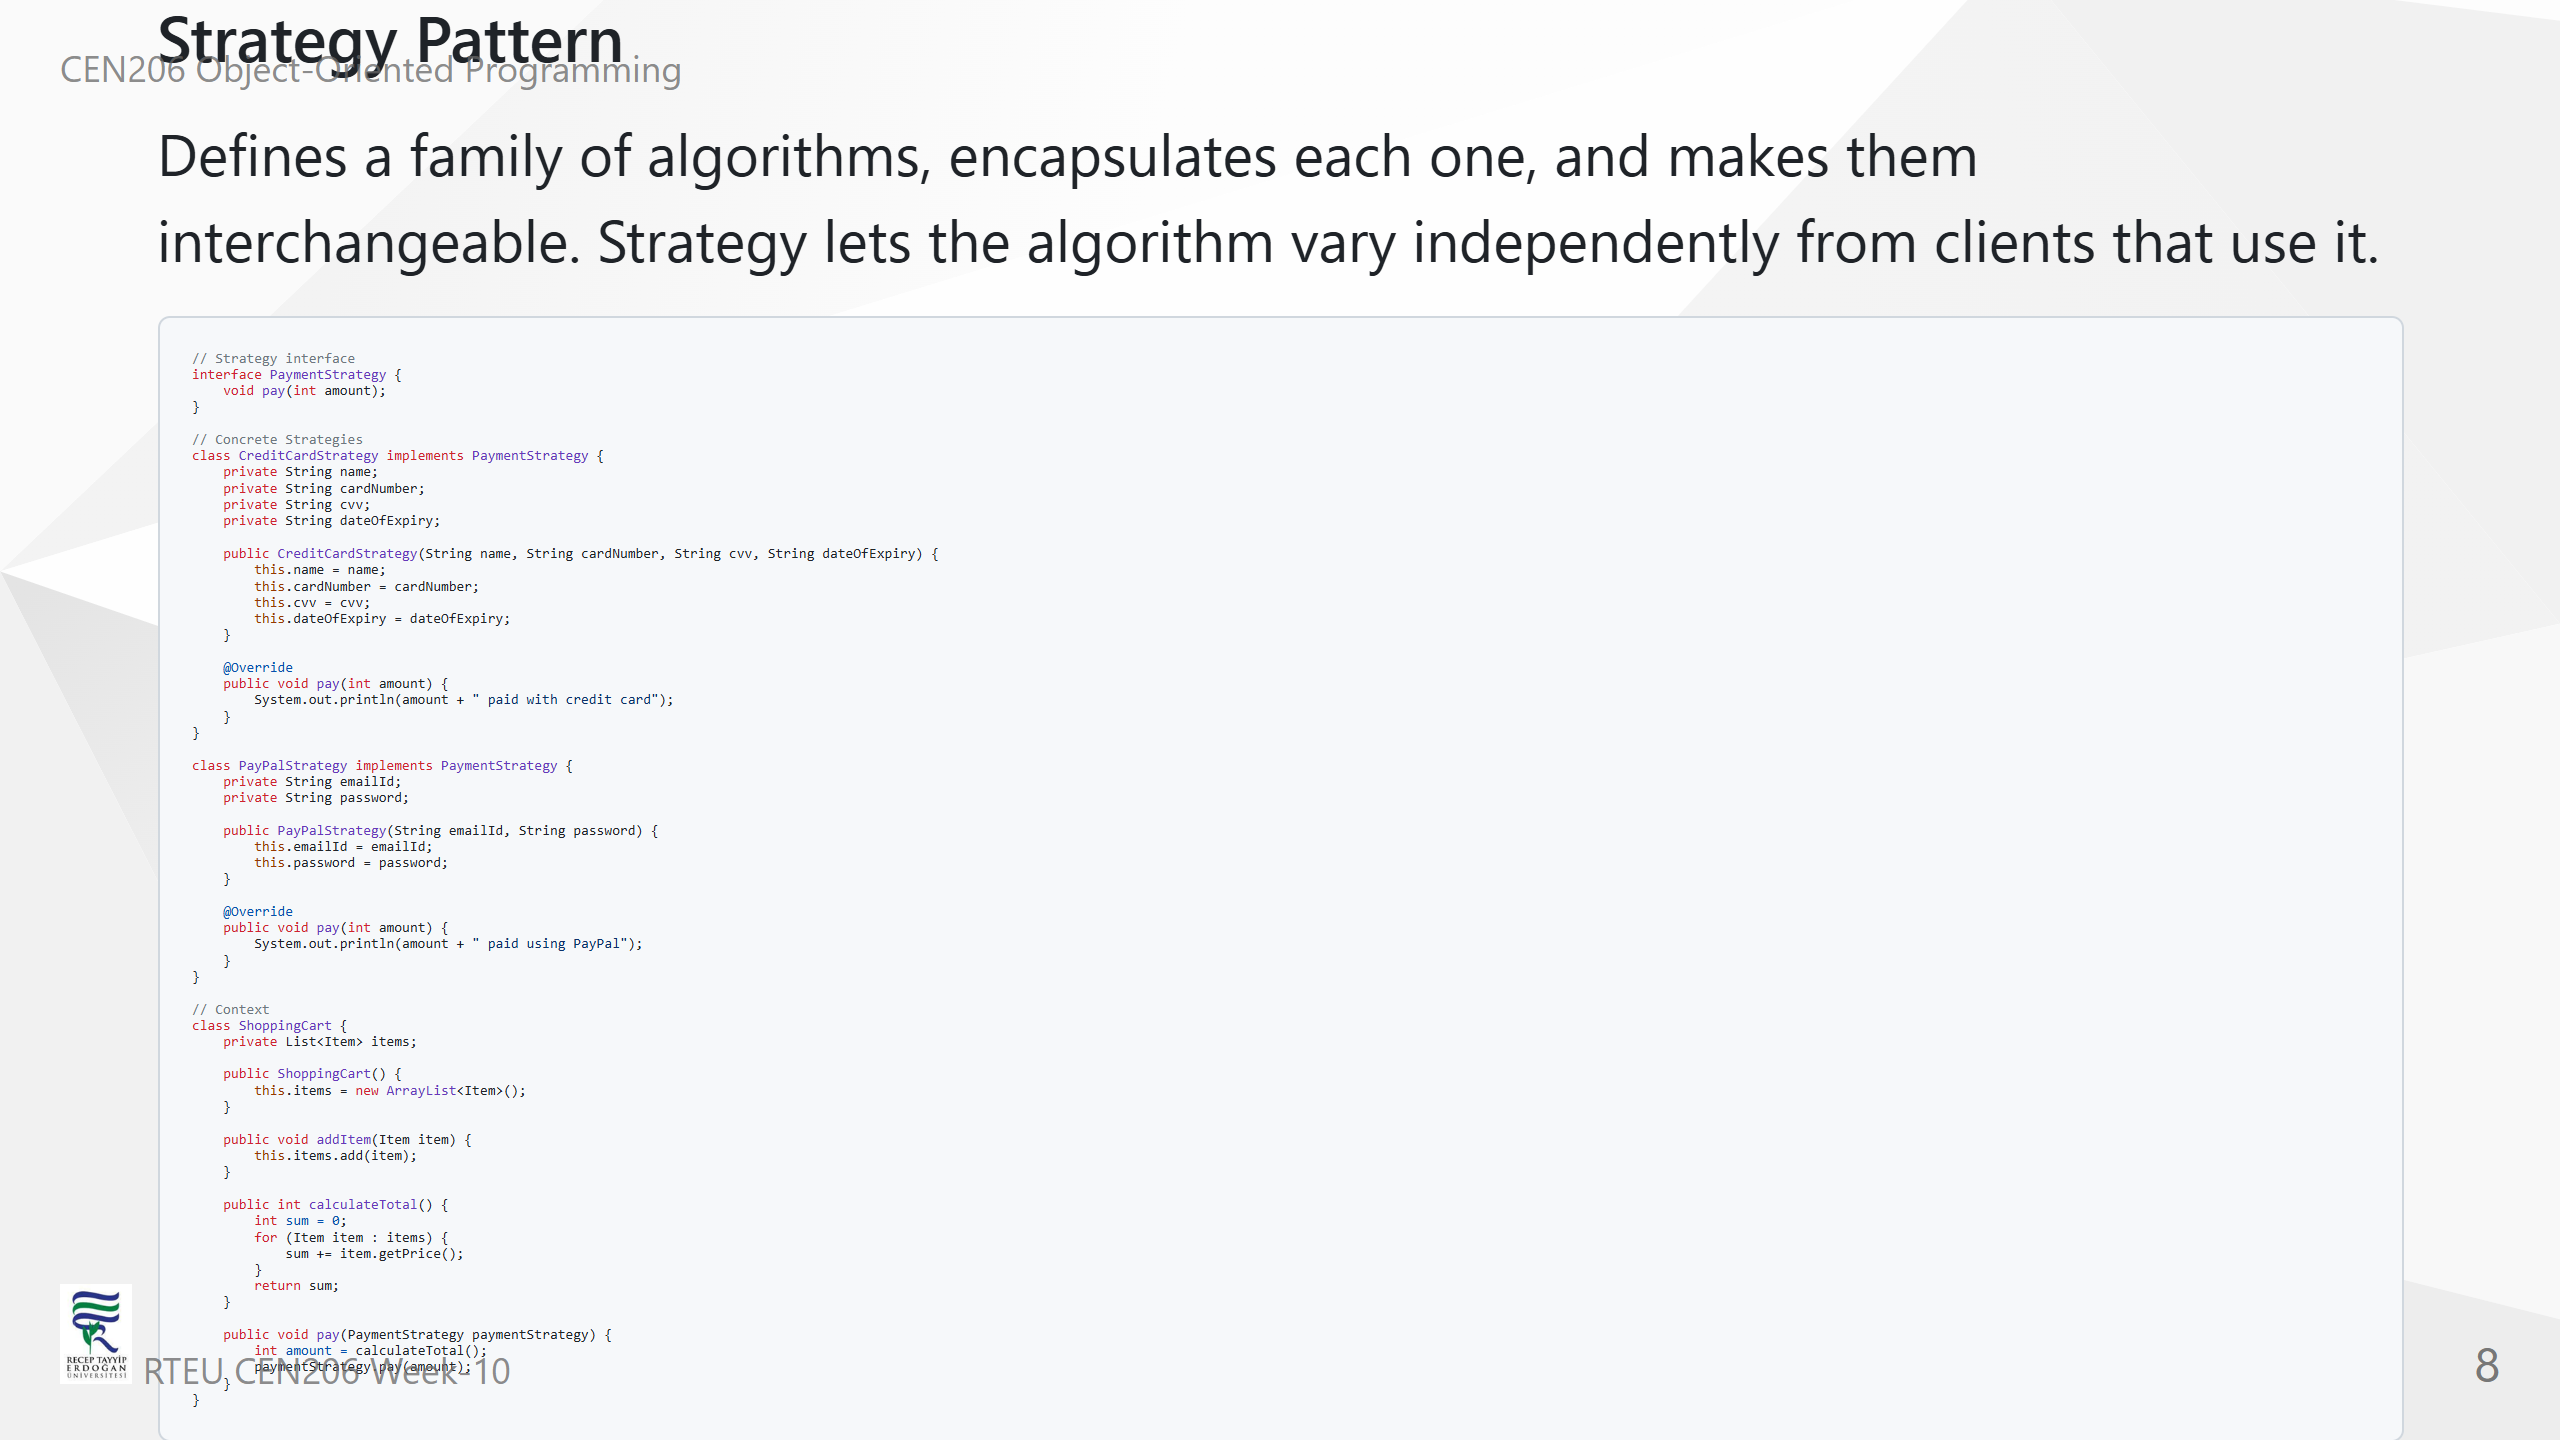 Strategy Pattern
CEN206 Object-Oriented Programming
Defines a family of algorithms, encapsulates each one, and makes them
interchangeable. Strategy lets the algorithm vary independently from clients that use it.
// Strategy interface
interface PaymentStrategy {
    void pay(int amount);
}

// Concrete Strategies
class CreditCardStrategy implements PaymentStrategy {
    private String name;
    private String cardNumber;
    private String cvv;
    private String dateOfExpiry;

    public CreditCardStrategy(String name, String cardNumber, String cvv, String dateOfExpiry) {
        this.name = name;
        this.cardNumber = cardNumber;
        this.cvv = cvv;
        this.dateOfExpiry = dateOfExpiry;
    }

    @Override
    public void pay(int amount) {
        System.out.println(amount + " paid with credit card");
    }
}

class PayPalStrategy implements PaymentStrategy {
    private String emailId;
    private String password;

    public PayPalStrategy(String emailId, String password) {
        this.emailId = emailId;
        this.password = password;
    }

    @Override
    public void pay(int amount) {
        System.out.println(amount + " paid using PayPal");
    }
}

// Context
class ShoppingCart {
    private List<Item> items;

    public ShoppingCart() {
        this.items = new ArrayList<Item>();
    }

    public void addItem(Item item) {
        this.items.add(item);
    }

    public int calculateTotal() {
        int sum = 0;
        for (Item item : items) {
            sum += item.getPrice();
        }
        return sum;
    }

    public void pay(PaymentStrategy paymentStrategy) {
        int amount = calculateTotal();
        paymentStrategy.pay(amount);
    }
}
RECEP TAYYİP
ERDOĞAN
ÜNİVERSİTESİ
RTEU CEN206 Week-10
8